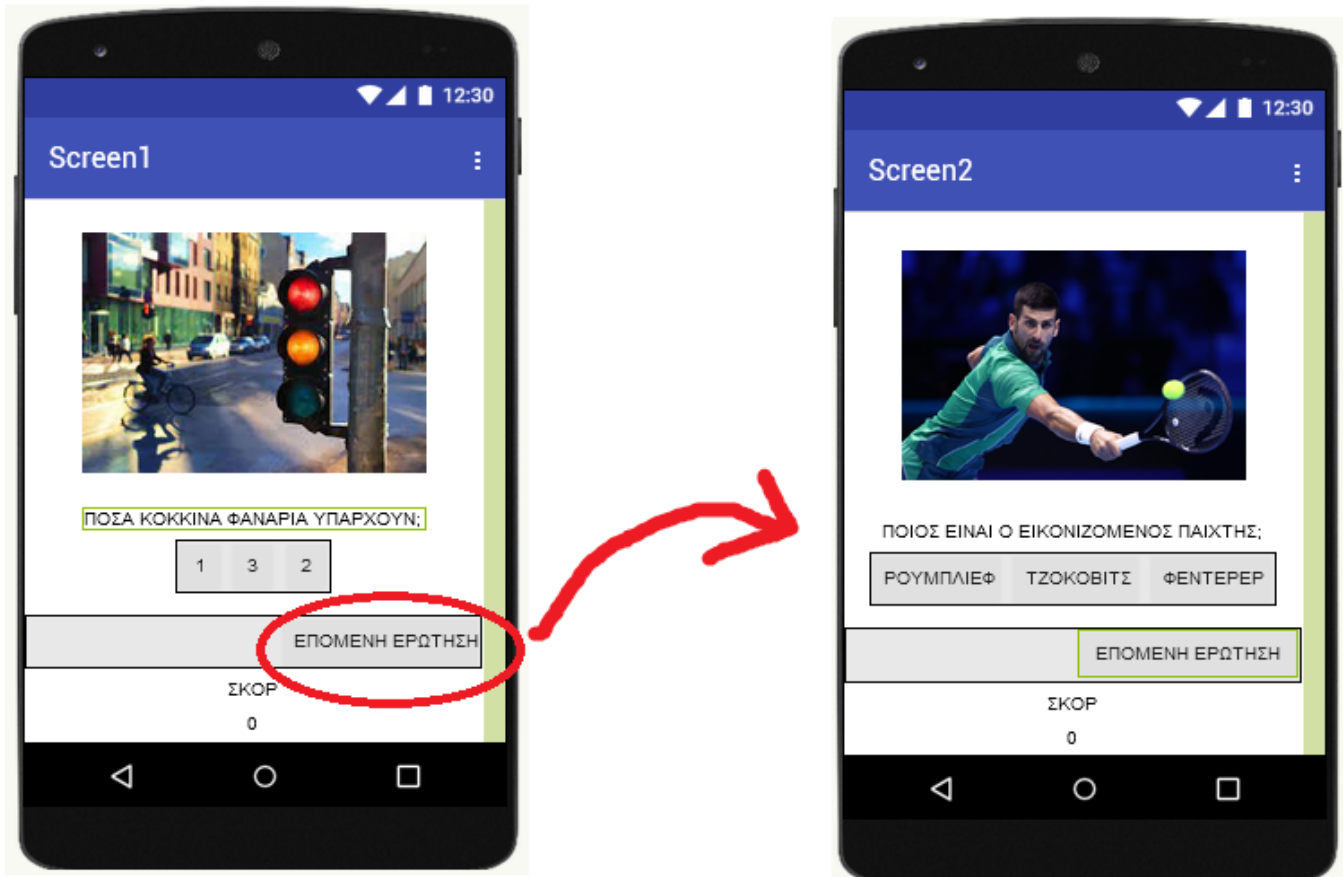 12:30
Screen1
ΠΟΣΑ ΚΟΚΚΙΝΑ ΦΑΝΑΡΙΑ ΥΠΑΡΧΟΥΝ;
1 3 2
ΕΠΟΜΕΝΗ ΕΡΩΤΗΣΗ
ΣΚΟΡ
0
12:30
Screen2
ΠΟΙΟΣ ΕΙΝΑΙ Ο ΕΙΚΟΝΙΖΟΜΕΝΟΣ ΠΑΙΧΤΗΣ;
ΡΟΥΜΠΛΙΕΦ ΤΖΟΚΟΒΙΤΣ ΦΕΝΤΕΡΕΡ
ΕΠΟΜΕΝΗ ΕΡΩΤΗΣΗ
ΣΚΟΡ
0